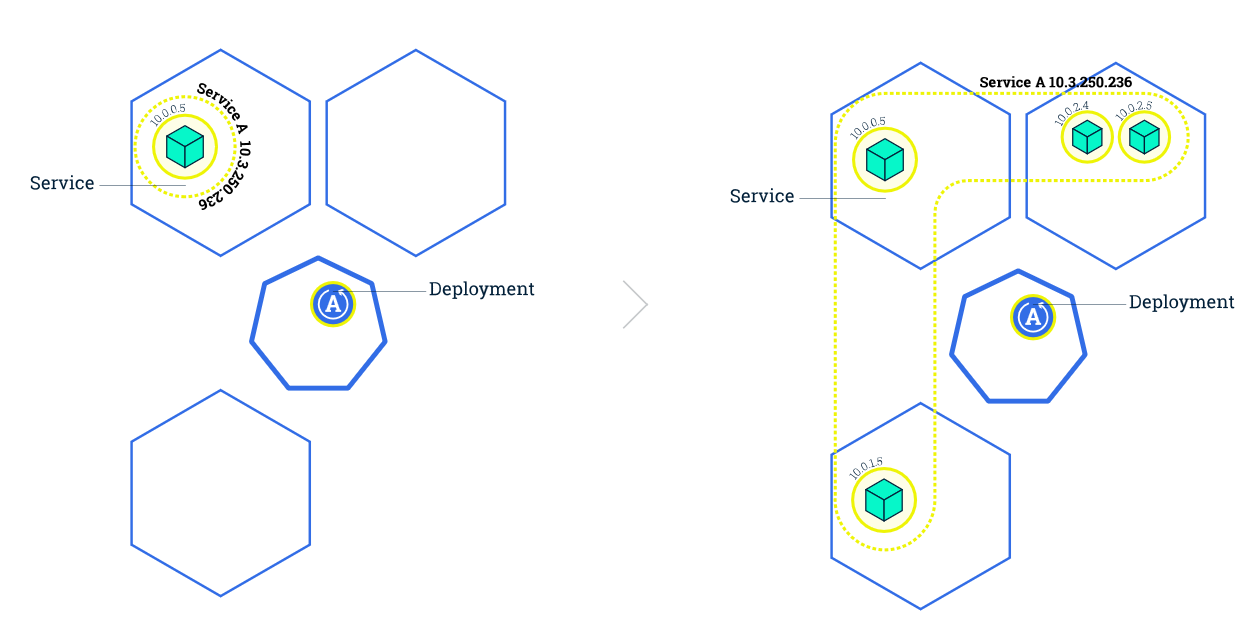 10.0.0.5
Service A 10.3.250.236
Service
A
Deployment
Service A 10.3.250.236
10.0.0.5
10.0.2.4
10.0.2.5
Service
A
Deployment
10.0.1.5